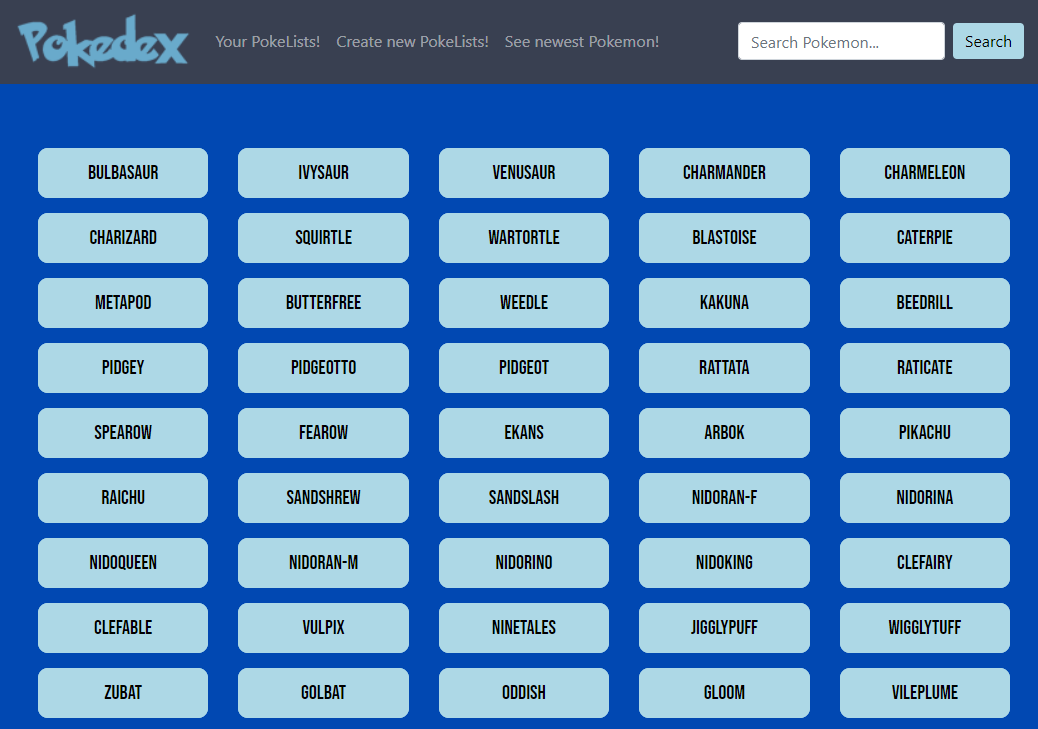 Pokedex Your PokeLists! Create new PokeLists! See newest Pokemon! Search Pokemon... Search
BULBASAUR IVYSAUR VENUSAUR CHARMANDER CHARMELEON
CHARIZARD SQUIRTLE WARTORTLE BLASTOISE CATERPIE
METAPOD BUTTERFREE WEEDLE KAKUNA BEEDRILL
PIDGEY PIDGEOTTO PIDGEOT RATTATA RATICATE
SPEAROW FEAROW EKANS ARBOK PIKACHU
RAICHU SANDSHREW SANDSLASH NIDORAN-F NIDORINA
NIDOQUEEN NIDORAN-M NIDORINO NIDOKING CLEFAIRY
CLEFABLE VULPIX NINETALES JIGGLYPUFF WIGGLYTUFF
ZUBAT GOLBAT ODDISH GLOOM VILEPLUME